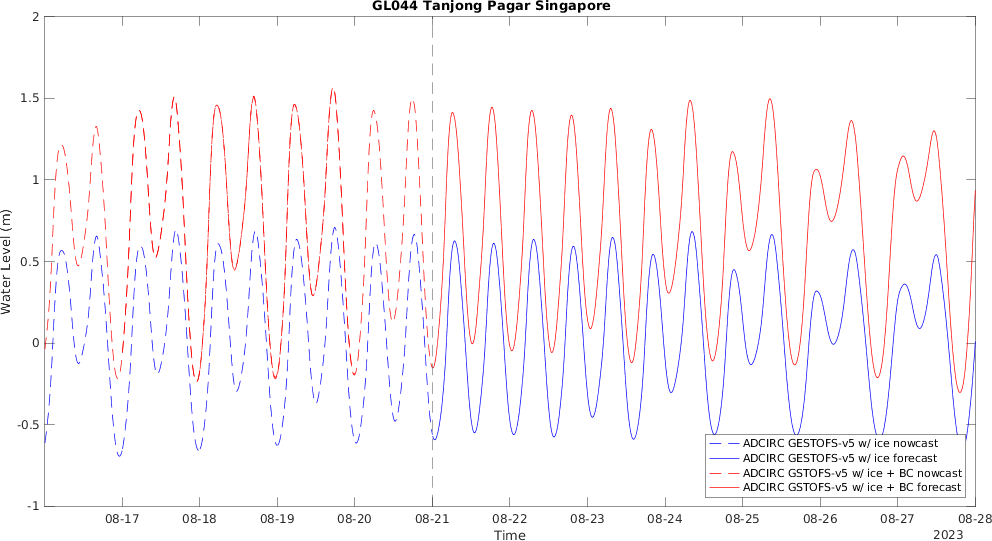 GL044 Tanjong Pagar Singapore
2
1.5
1
0.5
0
-0.5
-1
Water Level (m)
ADCIRC GESTOFS-v5 w/ ice nowcast
ADCIRC GESTOFS-v5 w/ ice forecast
ADCIRC GSTOFS-v5 w/ ice + BC nowcast
ADCIRC GSTOFS-v5 w/ ice + BC forecast
08-17 08-18 08-19 08-20 08-21 08-22 08-23 08-24 08-25 08-26 08-27 08-28
Time
2023